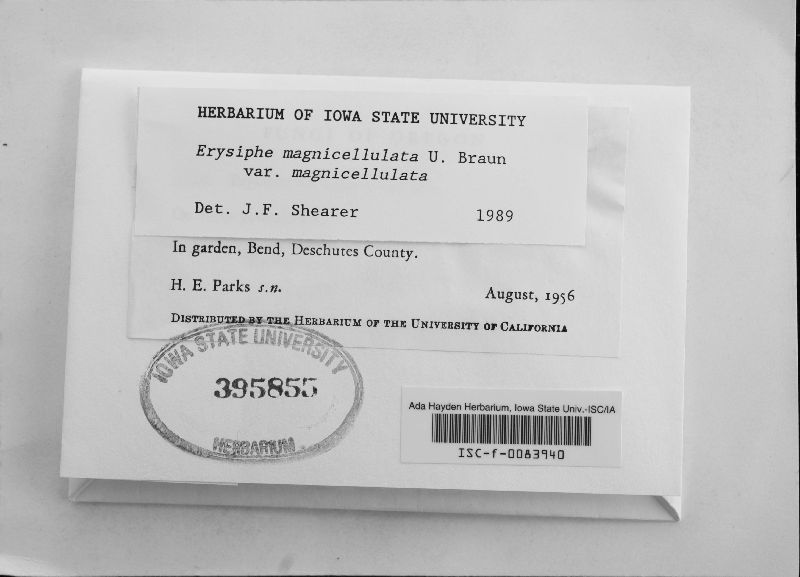 HERBARIUM OF IOWA STATE UNIVERSITY
Erysiphe magnicellulata U. Braun
var. magnicellulata
Det. J.F. Shearer 1989
In garden, Bend, Deschutes County.
H. E. Parks s.n. August, 1956
DISTRIBUTED BY THE HERBARIUM OF THE UNIVERSITY OF CALIFORNIA
IOWA STATE UNIVERSITY
395855
HERBARIUM
Ada Hayden Herbarium, Iowa State Univ.-ISC/IA
ISC-f-0083940